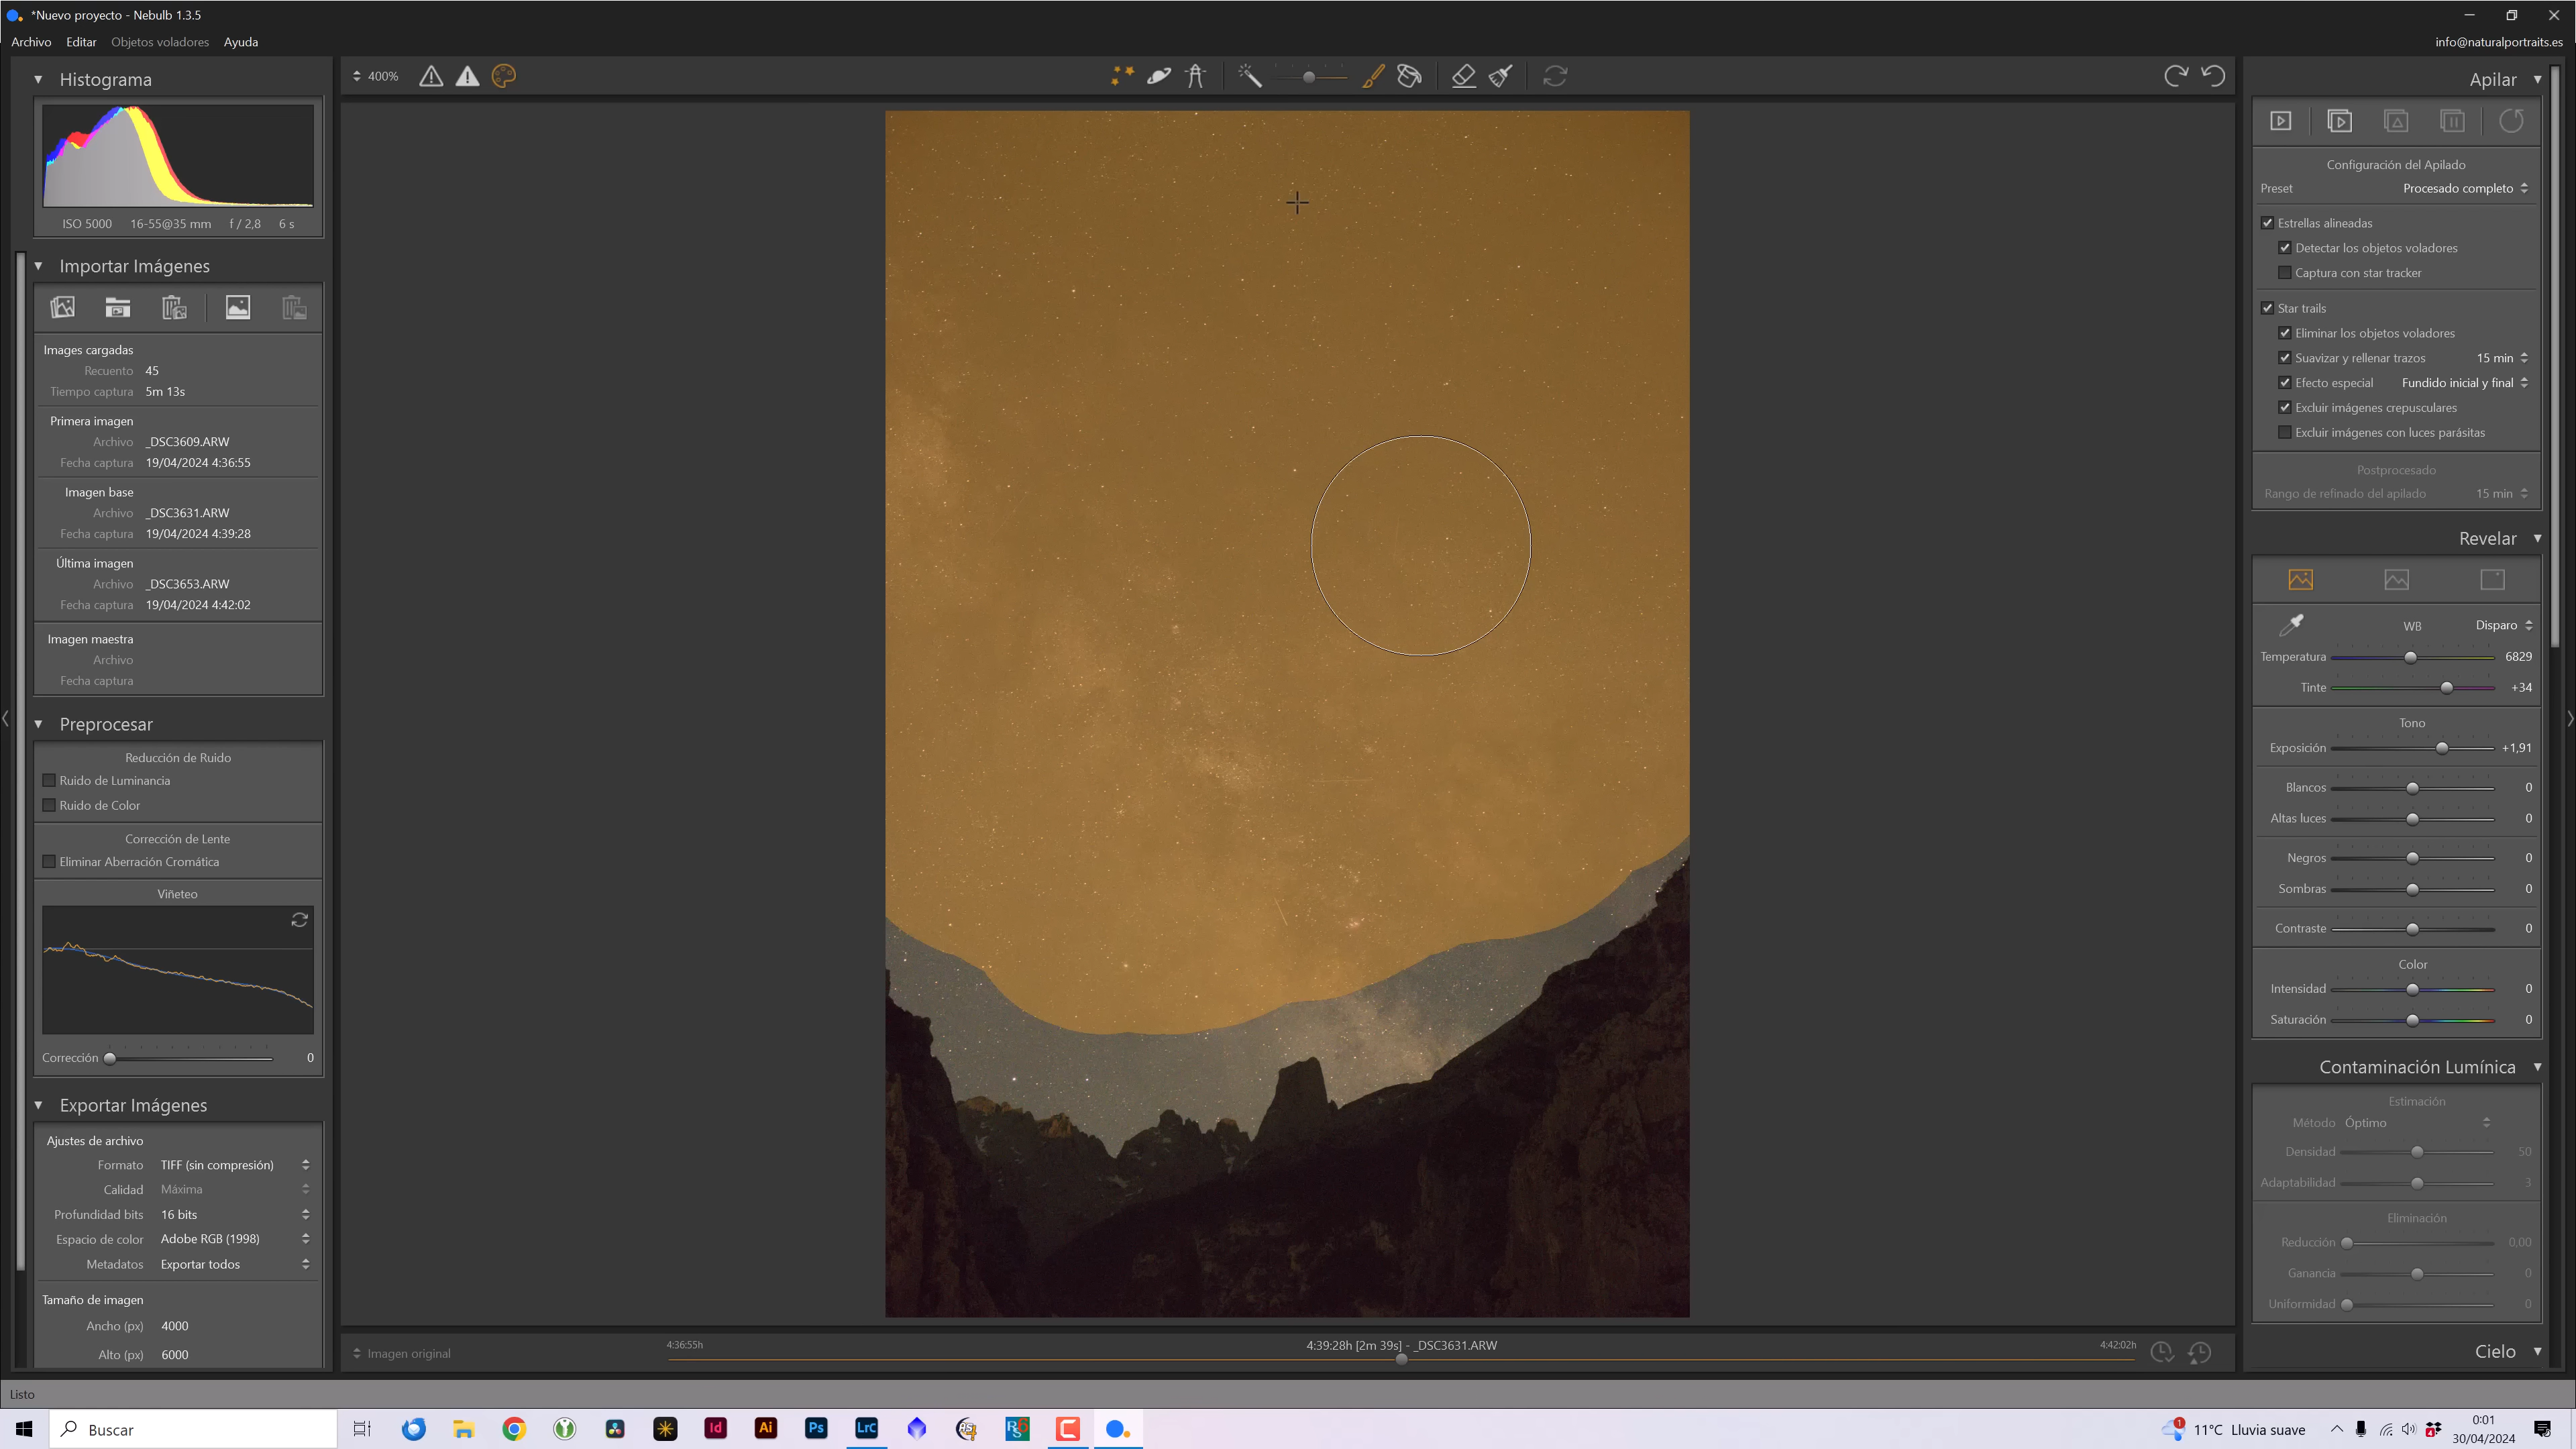 *Nuevo proyecto - Nebulb 1.3.5
Archivo Editar Objetos voladores Ayuda
info@naturalportraits.es
Histograma
ISO 5000 16-55@35 mm f / 2,8 6 s
Importar Imágenes
Images cargadas
Recuento 45
Tiempo captura 5m 13s
Primera imagen
Archivo _DSC3609.ARW
Fecha captura 19/04/2024 4:36:55
Imagen base
Archivo _DSC3631.ARW
Fecha captura 19/04/2024 4:39:28
Última imagen
Archivo _DSC3653.ARW
Fecha captura 19/04/2024 4:42:02
Imagen maestra
Archivo
Fecha captura
Preprocesar
Reducción de Ruido
Ruido de Luminancia
Ruido de Color
Corrección de Lente
Eliminar Aberración Cromática
Viñeteo
Corrección 0
Exportar Imágenes
Ajustes de archivo
Formato TIFF (sin compresión)
Calidad Máxima
Profundidad bits 16 bits
Espacio de color Adobe RGB (1998)
Metadatos Exportar todos
Tamaño de imagen
Ancho (px) 4000
Alto (px) 6000
400%
Imagen original
4:36:55h
4:39:28h [2m 39s] - _DSC3631.ARW
4:42:02h
Apilar
Configuración del Apilado
Preset Procesado completo
Estrellas alineadas
Detectar los objetos voladores
Captura con star tracker
Star trails
Eliminar los objetos voladores
Suavizar y rellenar trazos 15 min
Efecto especial Fundido inicial y final
Excluir imágenes crepusculares
Excluir imágenes con luces parásitas
Postprocesado
Rango de refinado del apilado 15 min
Revelar
WB Disparo
Temperatura 6829
Tinte +34
Tono
Exposición +1,91
Blancos 0
Altas luces 0
Negros 0
Sombras 0
Contraste 0
Color
Intensidad 0
Saturación 0
Contaminación Lumínica
Estimación
Método Óptimo
Densidad 50
Adaptabilidad 3
Eliminación
Reducción 0,00
Ganancia 0
Uniformidad 0
Cielo
Listo
Buscar
Id
Ai
Ps
LrC
1
11°C Lluvia suave
4
0:01
30/04/2024